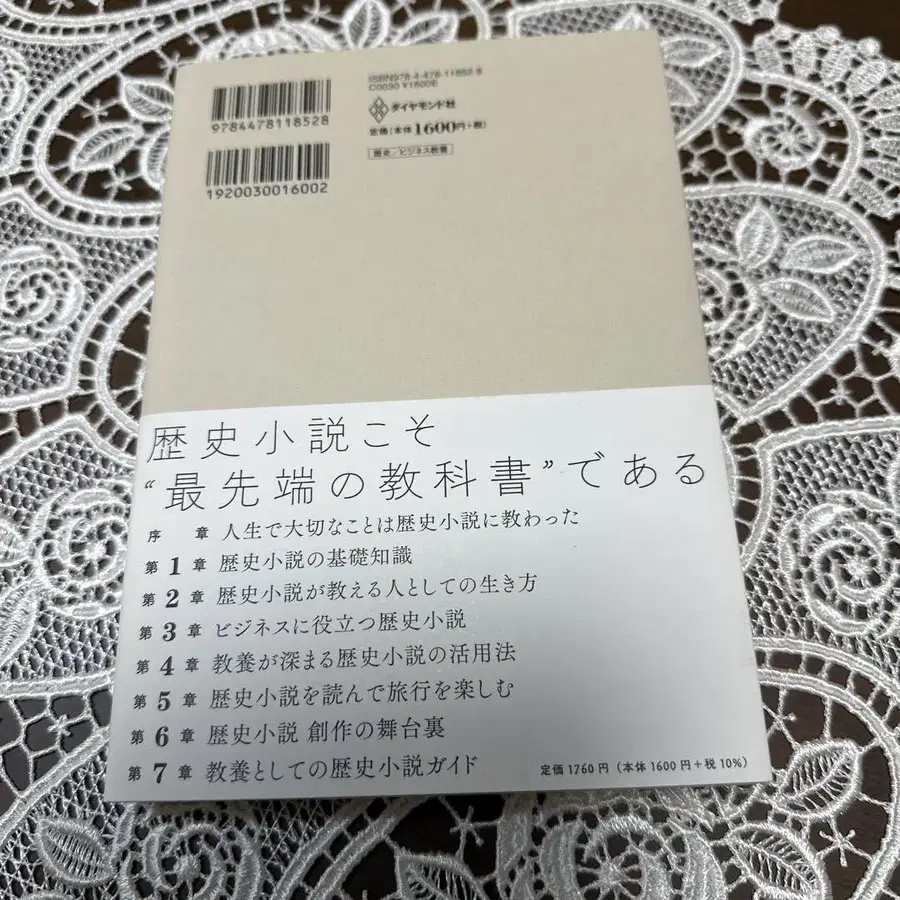 9784478118528
1920030016002
ISBN978-4-478-11852-8
C0030 ¥1600E
ダイヤモンド社
定価(本体1600円+税)
歴史/ビジネス教養
歴史小説こそ
“最先端の教科書”である
序 章 人生で大切なことは歴史小説に教わった
第1章 歴史小説の基礎知識
第2章 歴史小説が教える人としての生き方
第3章 ビジネスに役立つ歴史小説
第4章 教養が深まる歴史小説の活用法
第5章 歴史小説を読んで旅行を楽しむ
第6章 歴史小説 創作の舞台裏
第7章 教養としての歴史小説ガイド
定価1760円(本体1600円+税10%)